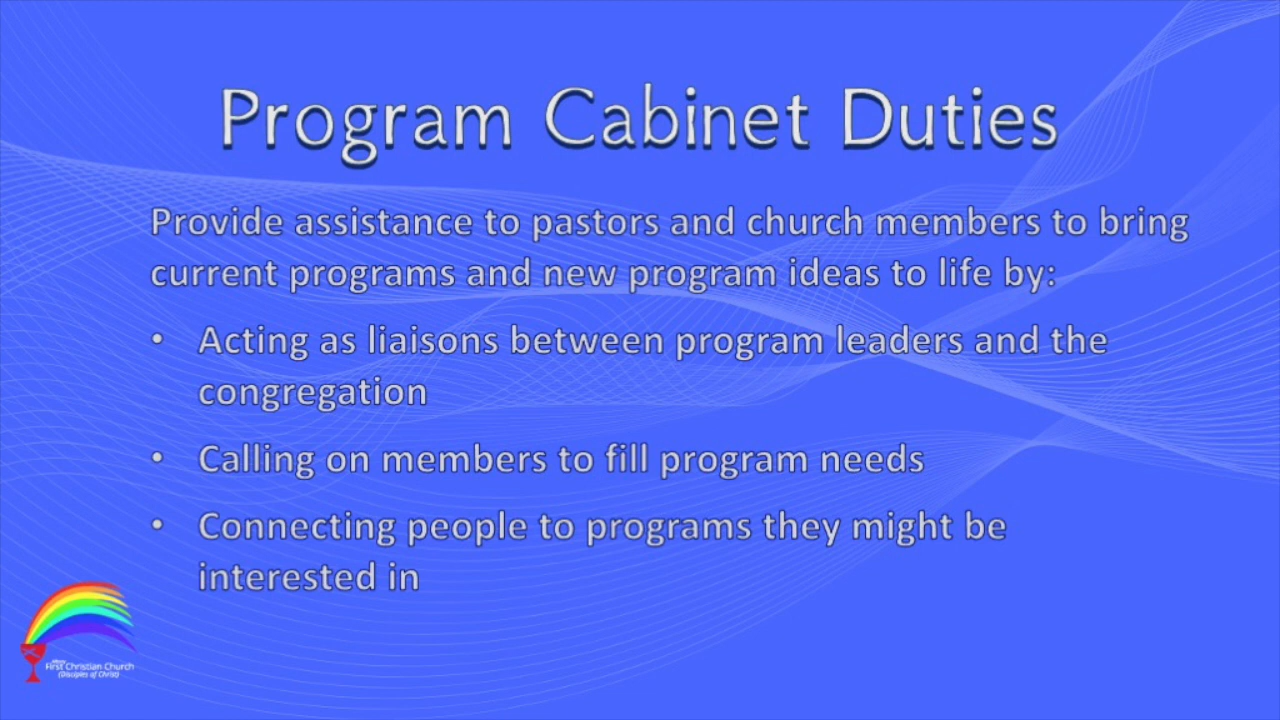 Program Cabinet Duties
Provide assistance to pastors and church members to bring
current programs and new program ideas to life by:
• Acting as liaisons between program leaders and the
congregation
• Calling on members to fill program needs
• Connecting people to programs they might be
interested in
First Christian Church
(Disciples of Christ)